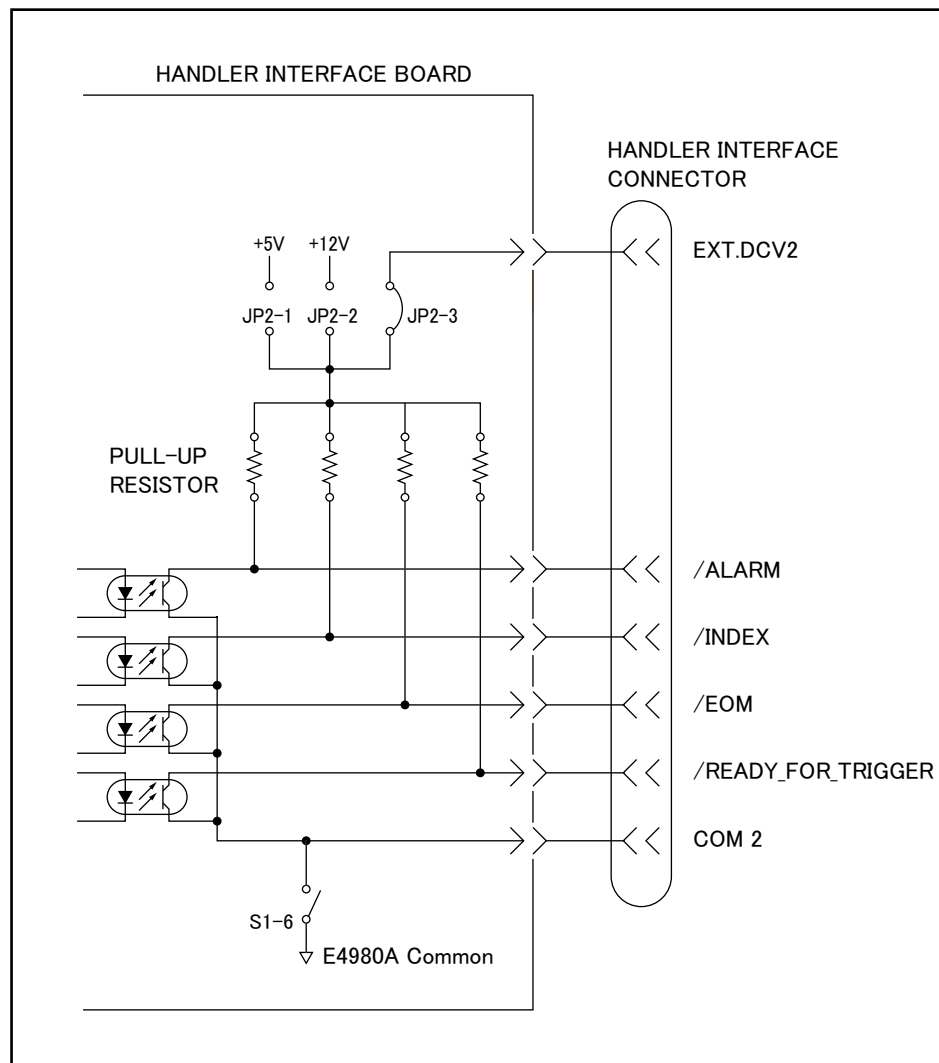 HANDLER INTERFACE BOARD
HANDLER INTERFACE
CONNECTOR
EXT.DCV2
+5V
+12V
JP2-1
JP2-2
JP2-3
PULL-UP
RESISTOR
/ALARM
/INDEX
/EOM
/READY_FOR_TRIGGER
COM 2
S1-6
E4980A Common